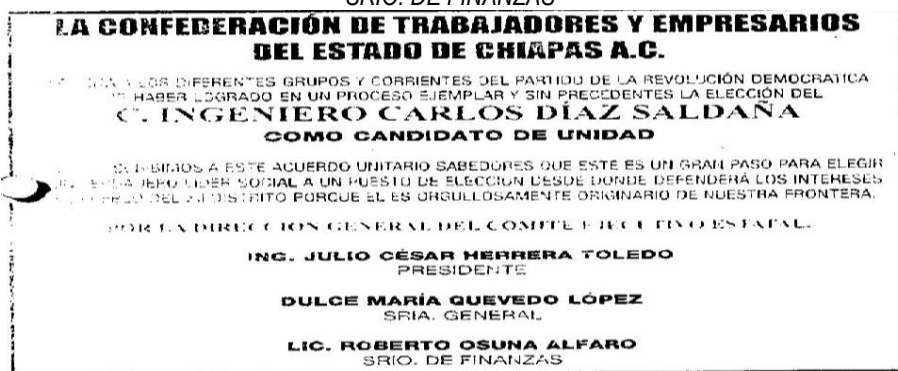 SRIO. DE FINANZAS
LA CONFEDERACIÓN DE TRABAJADORES Y EMPRESARIOS
DEL ESTADO DE CHIAPAS A.C.
LOS DIFERENTES GRUPOS Y CORRIENTES DEL PARTIDO DE LA REVOLUCIÓN DEMOCRATICA
HABER LOGRADO EN UN PROCESO EJEMPLAR Y SIN PRECEDENTES LA ELECCIÓN DEL
C. INGENIERO CARLOS DÍAZ SALDAÑA
COMO CANDIDATO DE UNIDAD
A ESTE ACUERDO UNITARIO SABEDORES QUE ESTE ES UN GRAN PASO PARA ELEGIR
LIDER SOCIAL A UN PUESTO DE ELECCIÓN DESDE DONDE DEFENDERÁ LOS INTERESES
DEL DISTRITO PORQUE EL ES ORGULLOSAMENTE ORIGINARIO DE NUESTRA FRONTERA.
POR LA DIRECCION GENERAL DEL COMITE EJECUTIVO ESTATAL.
ING. JULIO CÉSAR HERRERA TOLEDO
PRESIDENTE
DULCE MARÍA QUEVEDO LÓPEZ
SRIA. GENERAL
LIC. ROBERTO OSUNA ALFARO
SRIO. DE FINANZAS